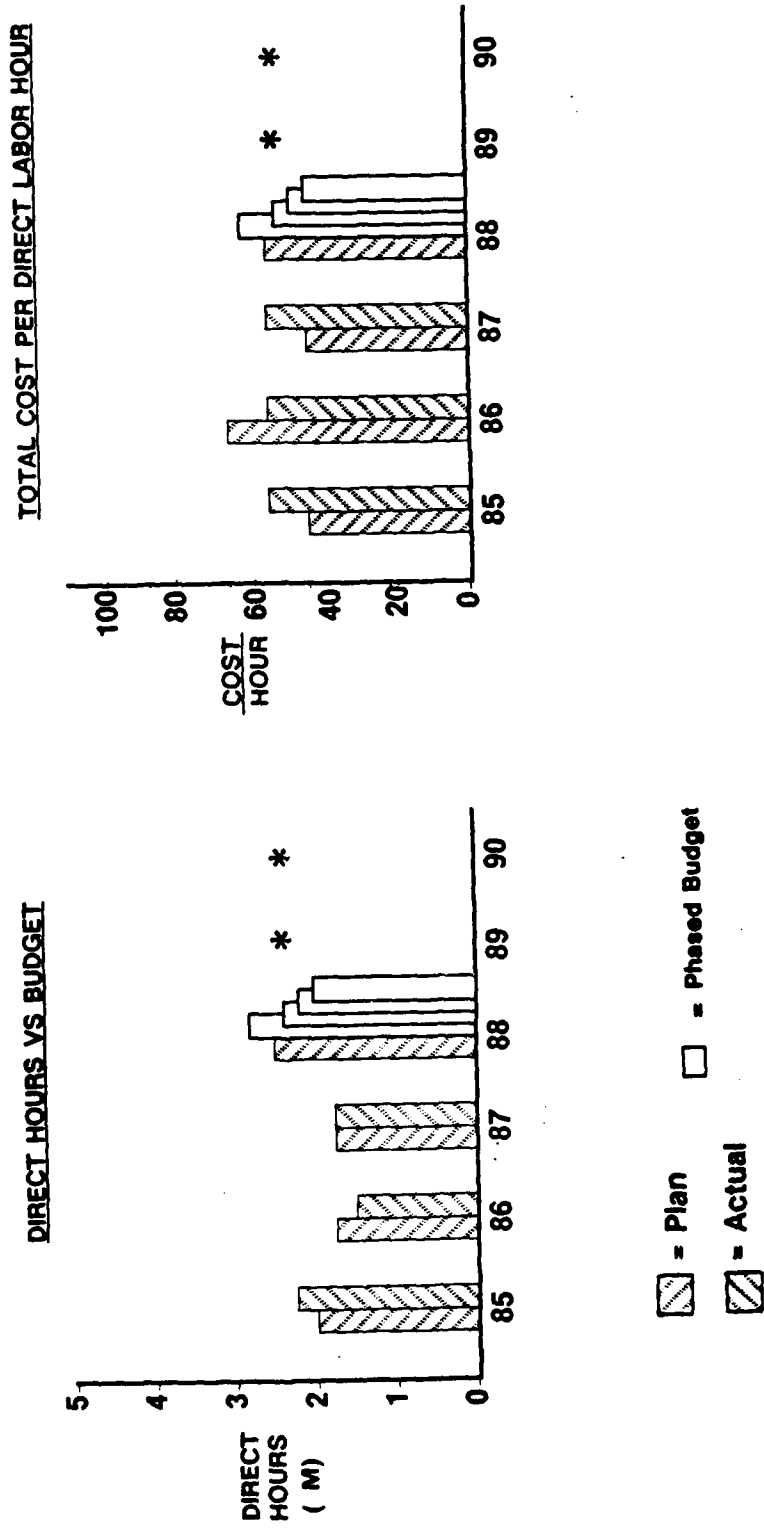 DIRECT HOURS VS BUDGET
5
4
3
2
1
0
DIRECT
HOURS
( M)
85
86
87
88
89
90
*
*
= Plan
= Actual
= Phased Budget
TOTAL COST PER DIRECT LABOR HOUR
100
80
60
40
20
0
COST
HOUR
85
86
87
88
89
90
*
*